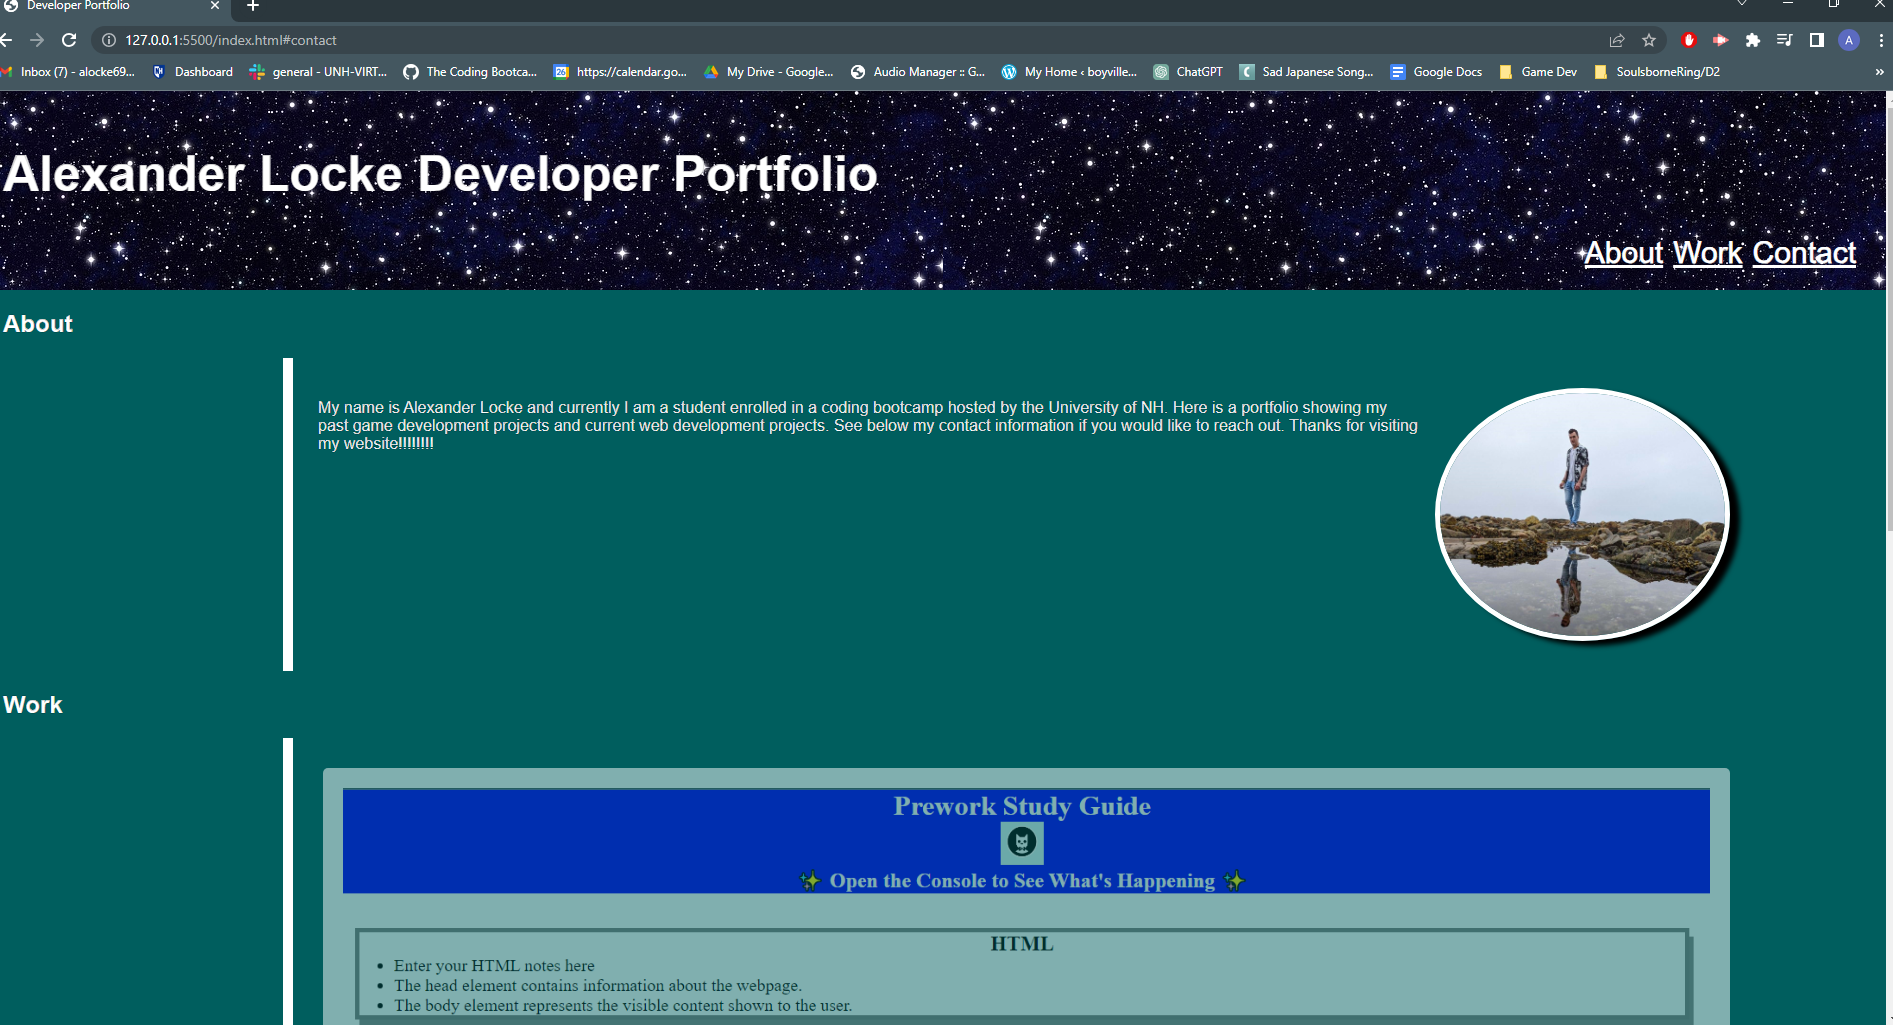 Developer Portfolio
127.0.0.1:5500/index.html#contact
A
Inbox (7) - alocke69... Dashboard general - UNH-VIRT... The Coding Bootca... 26 https://calendar.go... My Drive - Google... Audio Manager :: G... My Home ‹ boyville... ChatGPT Sad Japanese Song... Google Docs Game Dev SoulsborneRing/D2 »
Alexander Locke Developer Portfolio
About Work Contact
About
My name is Alexander Locke and currently I am a student enrolled in a coding bootcamp hosted by the University of NH. Here is a portfolio showing my
past game development projects and current web development projects. See below my contact information if you would like to reach out. Thanks for visiting
my website!!!!!!!!
Work
Prework Study Guide
✨ Open the Console to See What's Happening ✨
HTML
• Enter your HTML notes here
• The head element contains information about the webpage.
• The body element represents the visible content shown to the user.